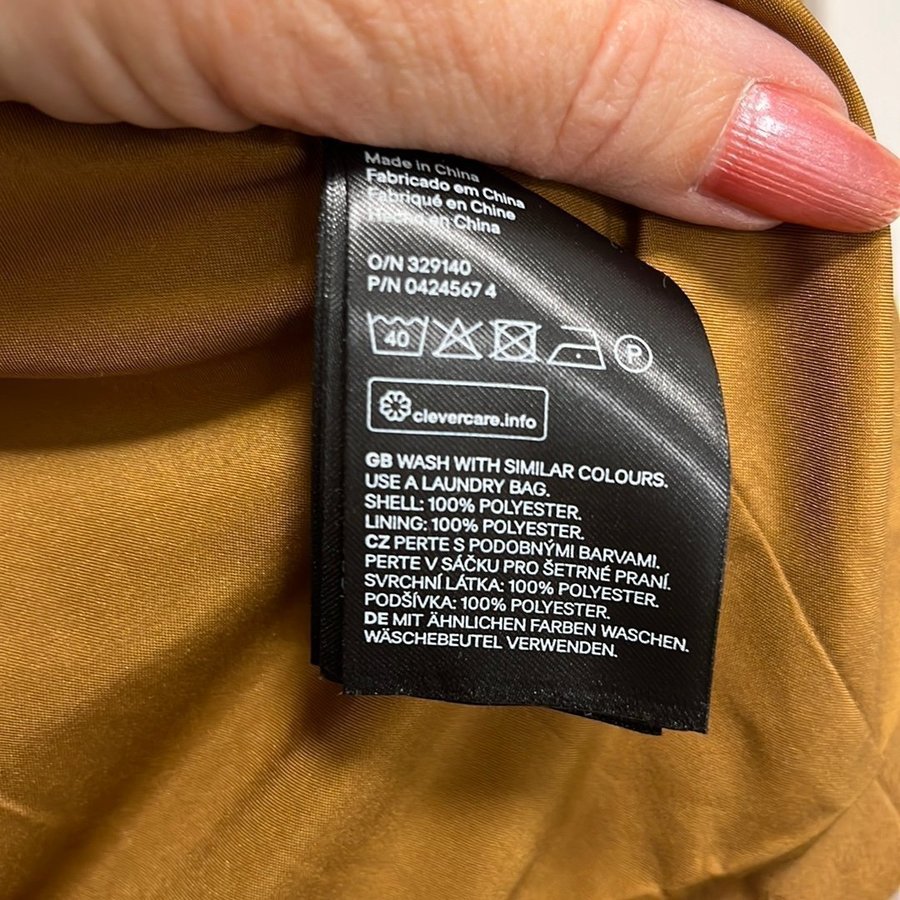 Made in China
Fabricado em China
Fabriqué en Chine
Hecho en China
O/N 329140
P/N 0424567 4
40 P
clevercare.info
GB WASH WITH SIMILAR COLOURS.
USE A LAUNDRY BAG.
SHELL: 100% POLYESTER.
LINING: 100% POLYESTER.
CZ PERTE S PODOBNÝMI BARVAMI.
PERTE V SÁČKU PRO ŠETRNÉ PRANÍ.
SVRCHNÍ LÁTKA: 100% POLYESTER.
PODŠÍVKA: 100% POLYESTER.
DE MIT ÄHNLICHEN FARBEN WASCHEN.
WÄSCHEBEUTEL VERWENDEN.